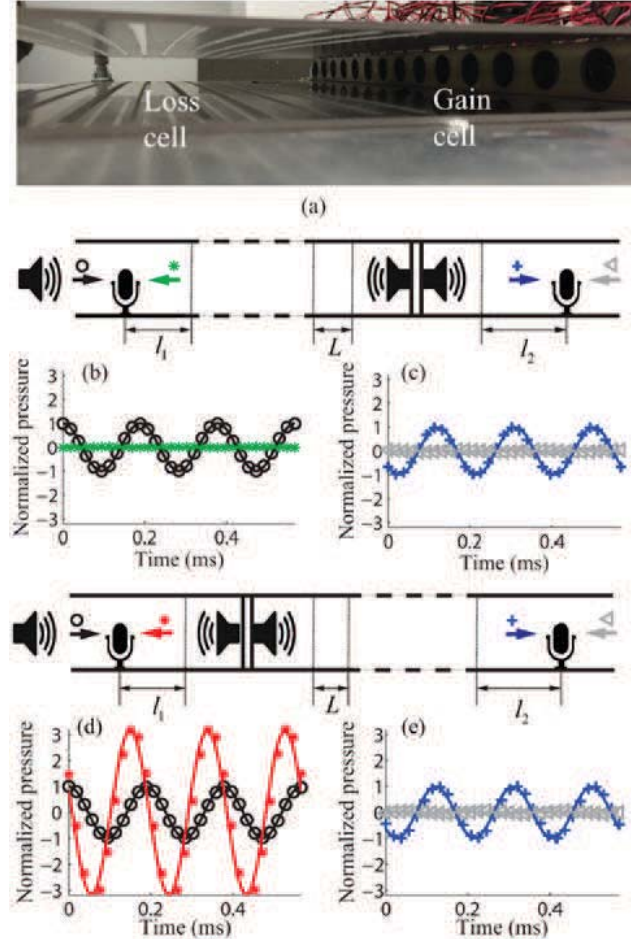 Loss Gain
cell cell
(a)
l₁ L l₂
(b) (c)
Normalized pressure
3
2
1
0
−1
−2
−3
0 0.2 0.4
Time (ms)
Normalized pressure
3
2
1
0
−1
−2
−3
0 0.2 0.4
Time (ms)
l₁ L l₂
(d) (e)
Normalized pressure
3
2
1
0
−1
−2
−3
0 0.2 0.4
Time (ms)
Normalized pressure
3
2
1
0
−1
−2
−3
0 0.2 0.4
Time (ms)